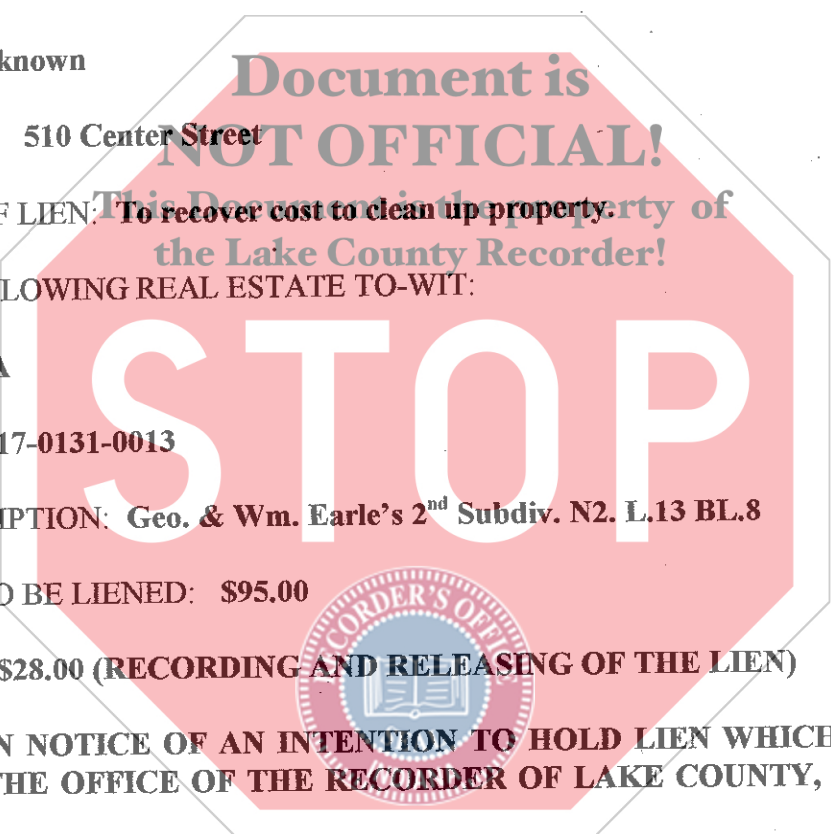 known
Document is
510 Center Street
NOT OFFICIAL!
F LIEN: To recover cost to clean up property.
This Document is the property of
the Lake County Recorder!
LOWING REAL ESTATE TO-WIT:
A
17-0131-0013
STOP
IPTION: Geo. & Wm. Earle's 2nd Subdiv. N2. L.13 BL.8
O BE LIENED: $95.00
RECORDER'S OFFICE
$28.00 (RECORDING AND RELEASING OF THE LIEN)
N NOTICE OF AN INTENTION TO HOLD LIEN WHICH
THE OFFICE OF THE RECORDER OF LAKE COUNTY,